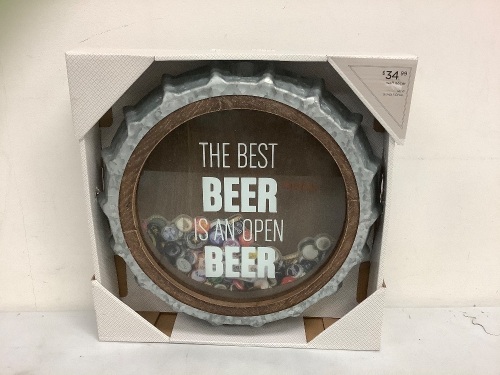 $34.99
THE BEST
BEER
IS AN OPEN
BEER